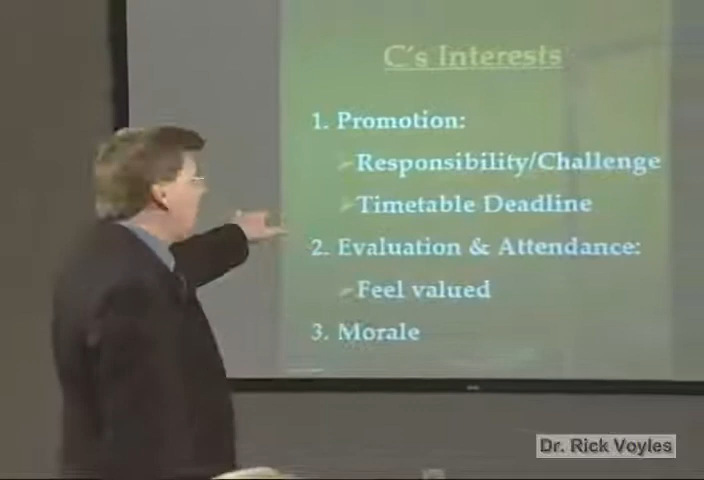 C's Interests
1. Promotion:
Responsibility/Challenge
Timetable Deadline
2. Evaluation & Attendance:
Feel valued
3. Morale
Dr. Rick Voyles